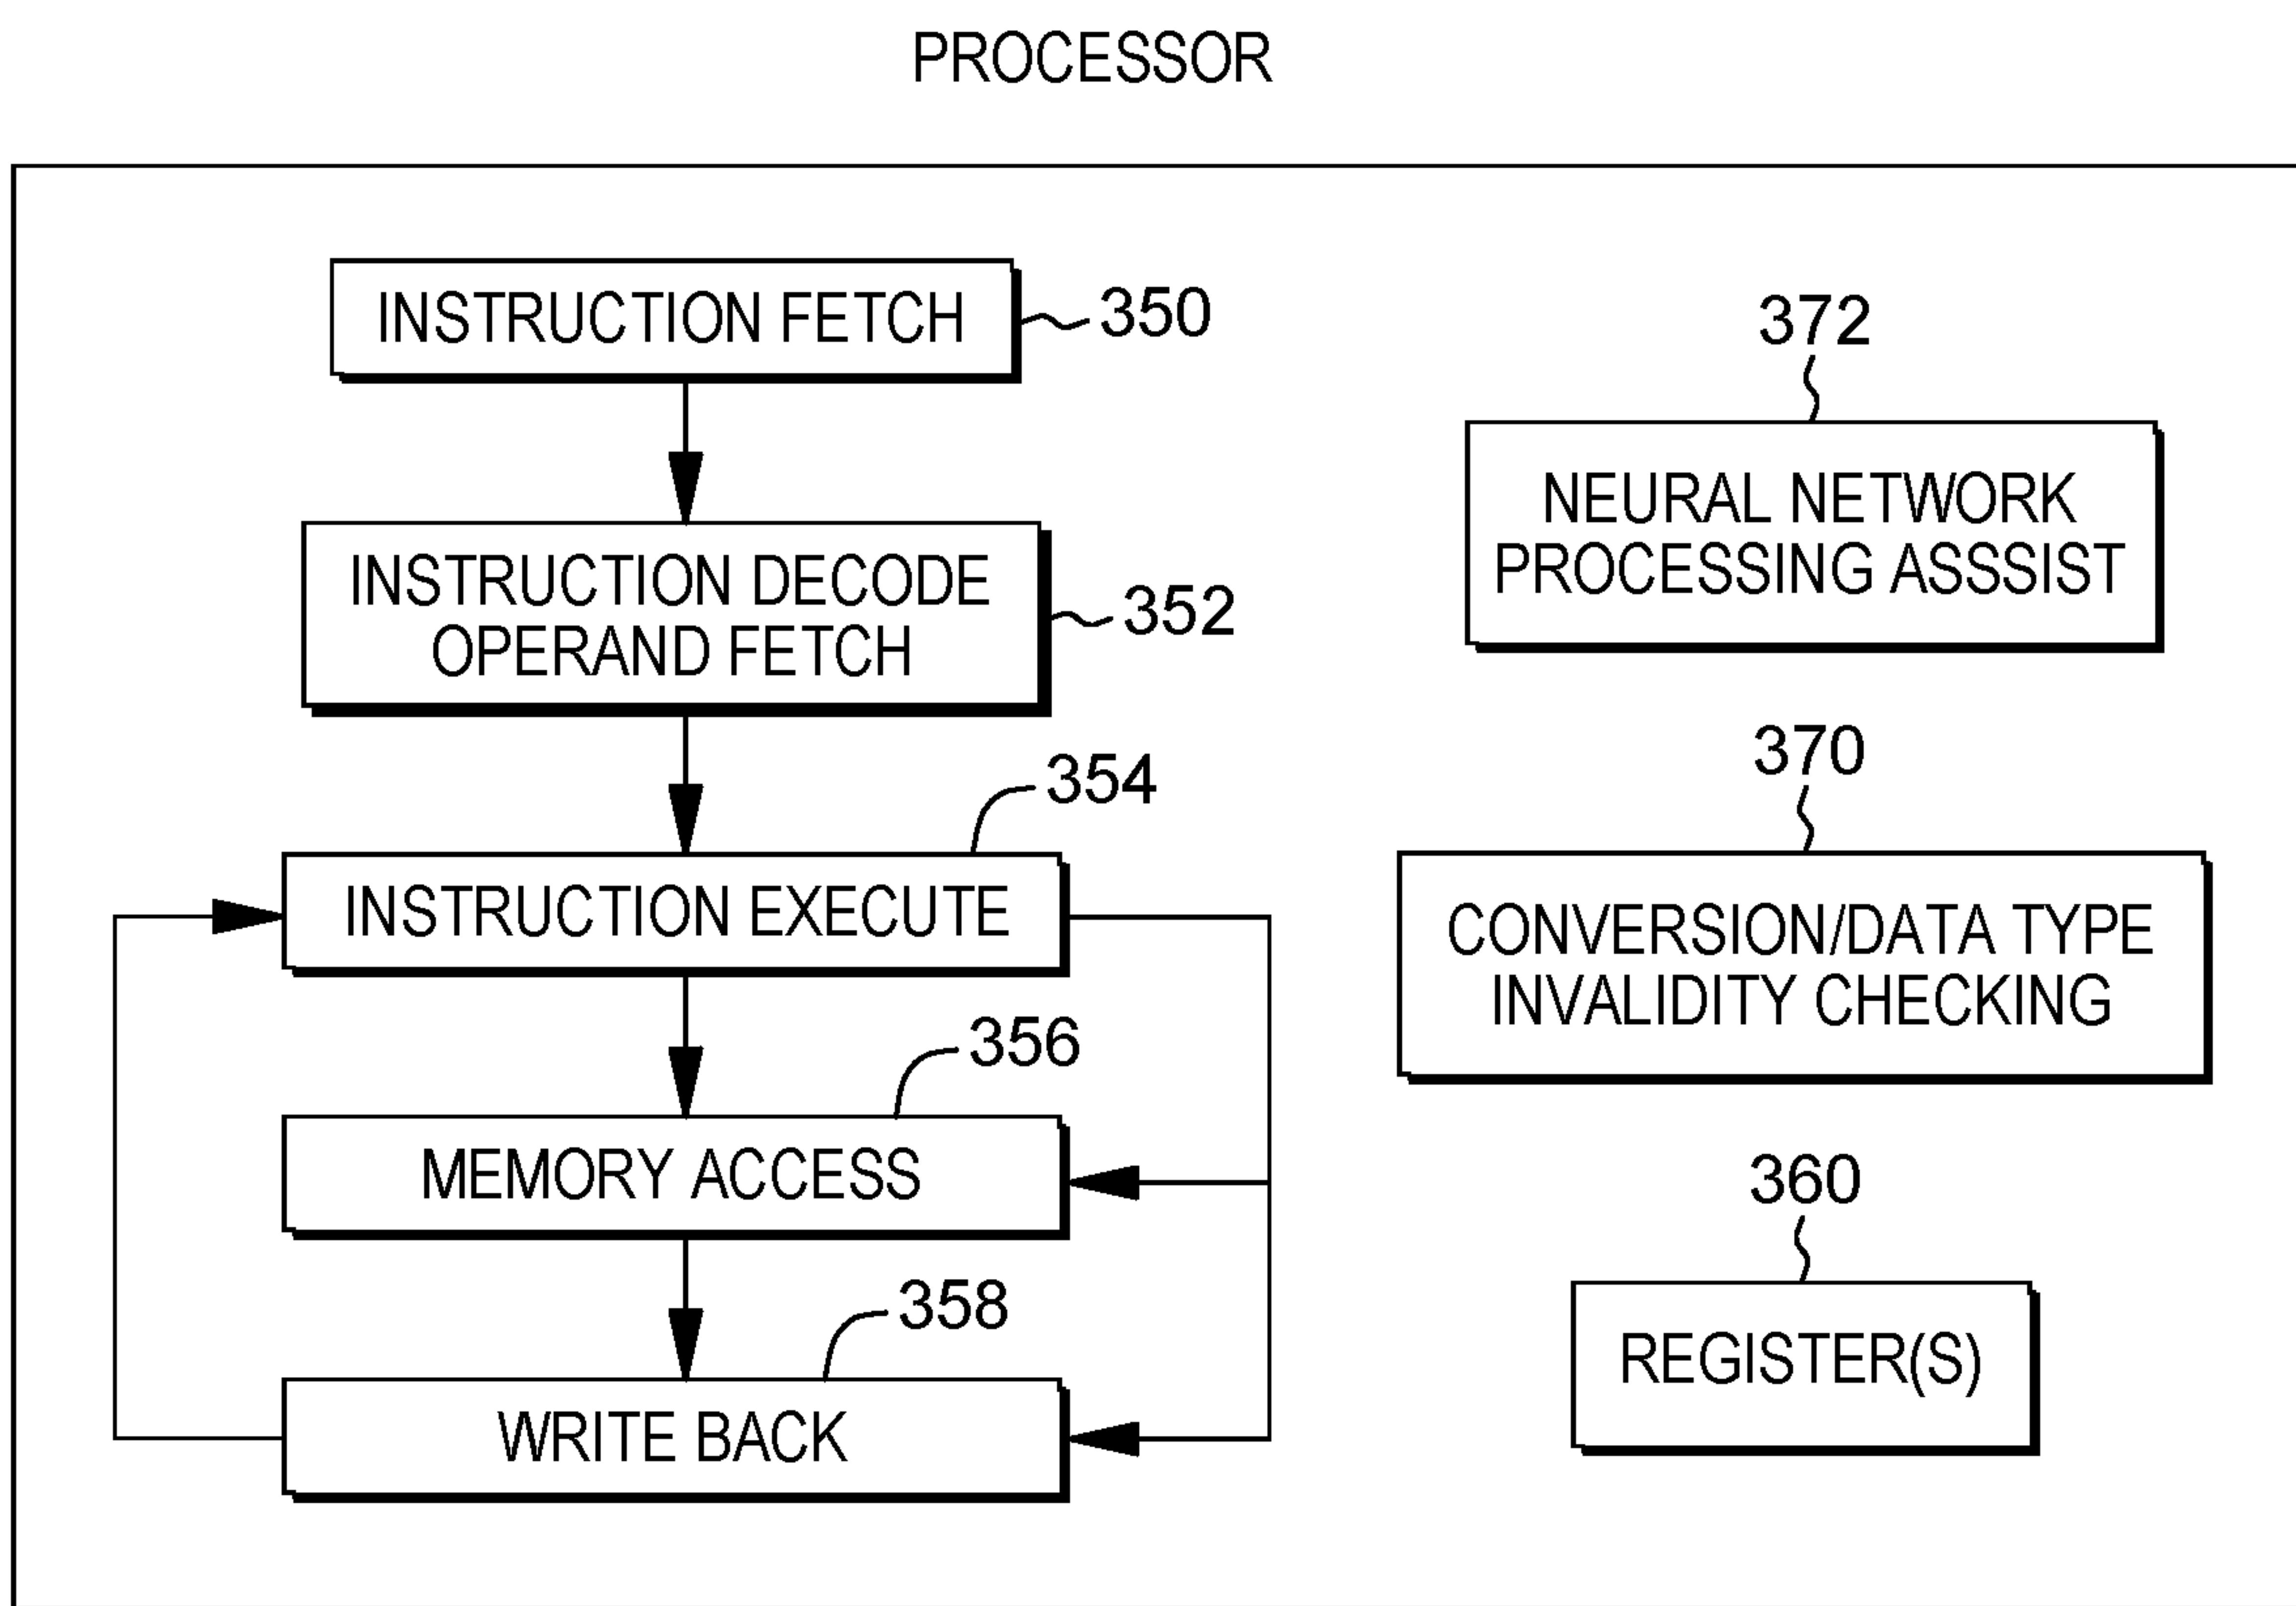 PROCESSOR
INSTRUCTION FETCH
350
INSTRUCTION DECODE
OPERAND FETCH
352
354
INSTRUCTION EXECUTE
356
MEMORY ACCESS
358
WRITE BACK
372
NEURAL NETWORK
PROCESSING ASSSIST
370
CONVERSION/DATA TYPE
INVALIDITY CHECKING
360
REGISTER(S)